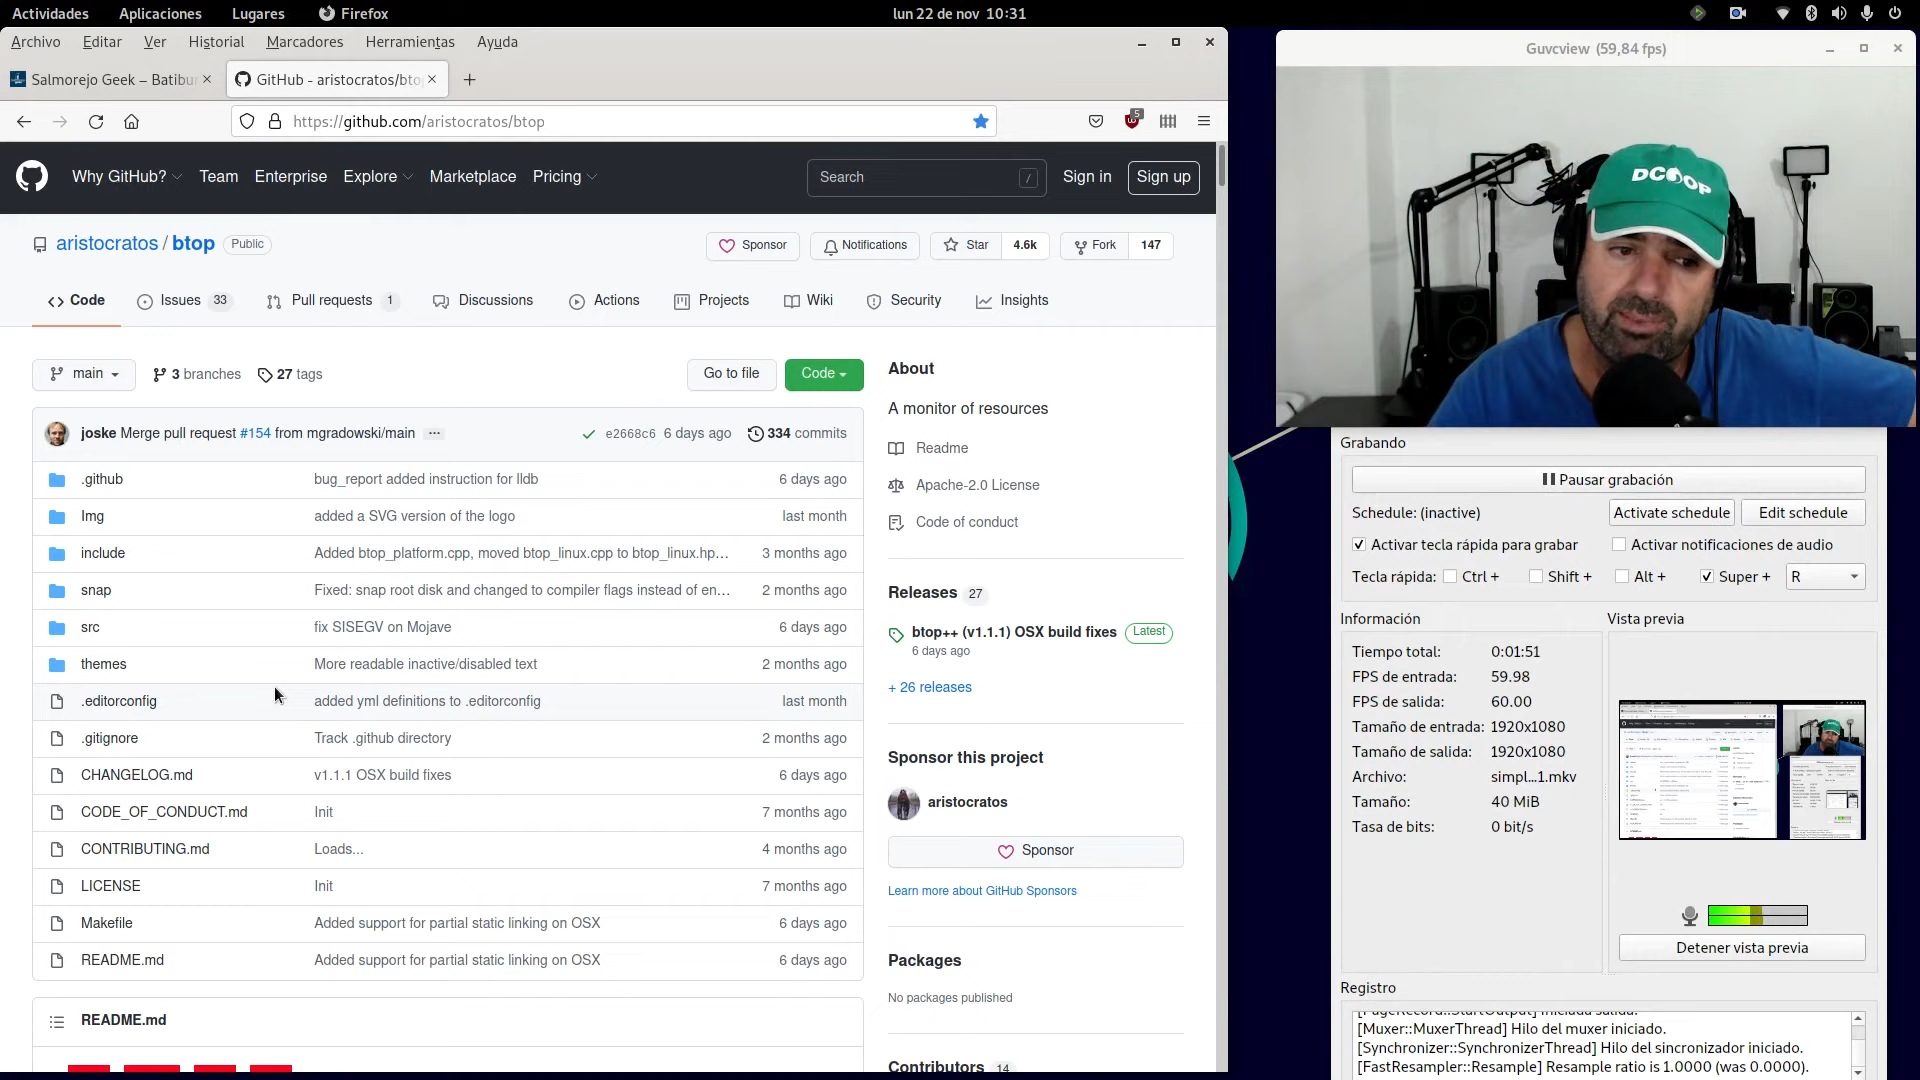 Actividades Aplicaciones Lugares Firefox lun 22 de nov 10:31
Archivo Editar Ver Historial Marcadores Herramientas Ayuda
Salmorejo Geek – Batibu
GitHub - aristocratos/bto
https://github.com/aristocratos/btop
5
Why GitHub? Team Enterprise Explore Marketplace Pricing Search / Sign in Sign up
aristocratos / btop Public Sponsor Notifications Star 4.6k Fork 147
Code Issues 33 Pull requests 1 Discussions Actions Projects Wiki Security Insights
main 3 branches 27 tags Go to file Code
joske Merge pull request #154 from mgradowski/main ... e2668c6 6 days ago 334 commits
.github bug_report added instruction for lldb 6 days ago
Img added a SVG version of the logo last month
include Added btop_platform.cpp, moved btop_linux.cpp to btop_linux.hp... 3 months ago
snap Fixed: snap root disk and changed to compiler flags instead of en... 2 months ago
src fix SISEGV on Mojave 6 days ago
themes More readable inactive/disabled text 2 months ago
.editorconfig added yml definitions to .editorconfig last month
.gitignore Track .github directory 2 months ago
CHANGELOG.md v1.1.1 OSX build fixes 6 days ago
CODE_OF_CONDUCT.md Init 7 months ago
CONTRIBUTING.md Loads... 4 months ago
LICENSE Init 7 months ago
Makefile Added support for partial static linking on OSX 6 days ago
README.md Added support for partial static linking on OSX 6 days ago
README.md
About
A monitor of resources
Readme
Apache-2.0 License
Code of conduct
Releases 27
btop++ (v1.1.1) OSX build fixes Latest
6 days ago
+ 26 releases
Sponsor this project
aristocratos
Sponsor
Learn more about GitHub Sponsors
Packages
No packages published
Contributors 14
Guvcview (59,84 fps)
DCOOP
Grabando
Pausar grabación
Schedule: (inactive) Activate schedule Edit schedule
Activar tecla rápida para grabar Activar notificaciones de audio
Tecla rápida: Ctrl + Shift + Alt + Super + R
Información
Tiempo total: 0:01:51
FPS de entrada: 59.98
FPS de salida: 60.00
Tamaño de entrada: 1920x1080
Tamaño de salida: 1920x1080
Archivo: simpl...1.mkv
Tamaño: 40 MiB
Tasa de bits: 0 bit/s
Vista previa
Detener vista previa
Registro
[PageRecord::StartOutput] Iniciada salida.
[Muxer::MuxerThread] Hilo del muxer iniciado.
[Synchronizer::SynchronizerThread] Hilo del sincronizador iniciado.
[FastResampler::Resample] Resample ratio is 1.0000 (was 0.0000).